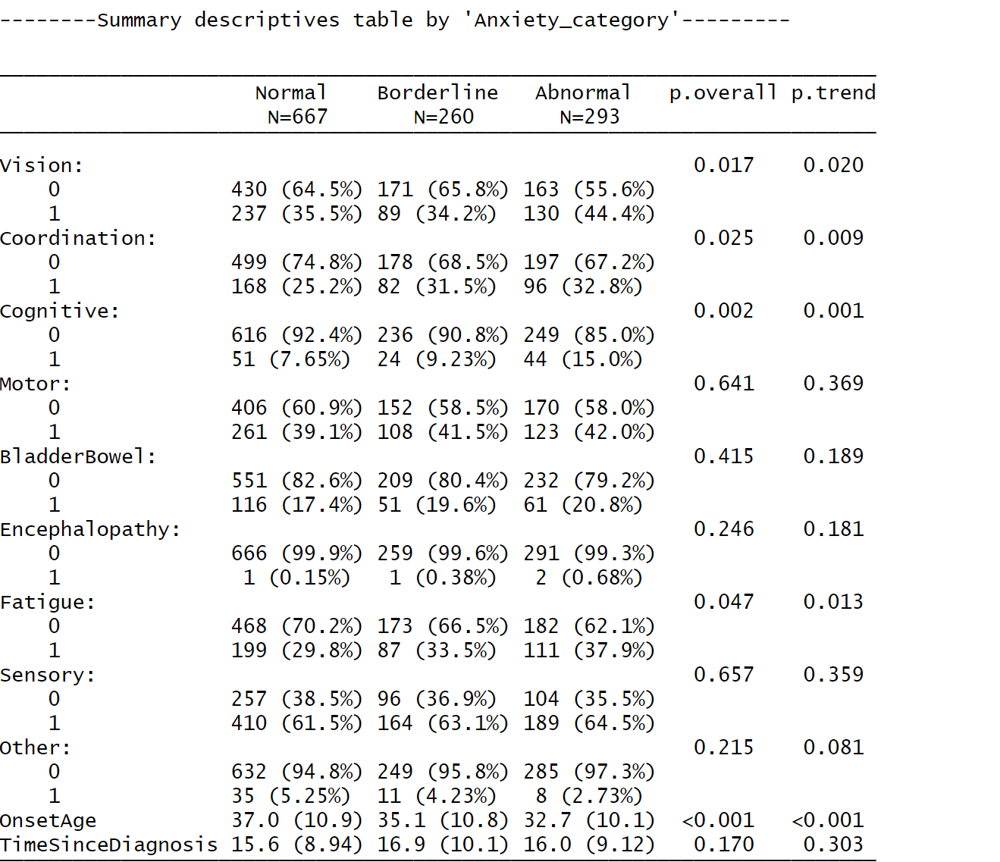 --------Summary descriptives table by 'Anxiety_category'---------
Normal Borderline Abnormal p.overall p.trend
N=667 N=260 N=293
Vision: 0.017 0.020
0 430 (64.5%) 171 (65.8%) 163 (55.6%)
1 237 (35.5%) 89 (34.2%) 130 (44.4%)
Coordination: 0.025 0.009
0 499 (74.8%) 178 (68.5%) 197 (67.2%)
1 168 (25.2%) 82 (31.5%) 96 (32.8%)
Cognitive: 0.002 0.001
0 616 (92.4%) 236 (90.8%) 249 (85.0%)
1 51 (7.65%) 24 (9.23%) 44 (15.0%)
Motor: 0.641 0.369
0 406 (60.9%) 152 (58.5%) 170 (58.0%)
1 261 (39.1%) 108 (41.5%) 123 (42.0%)
BladderBowel: 0.415 0.189
0 551 (82.6%) 209 (80.4%) 232 (79.2%)
1 116 (17.4%) 51 (19.6%) 61 (20.8%)
Encephalopathy: 0.246 0.181
0 666 (99.9%) 259 (99.6%) 291 (99.3%)
1 1 (0.15%) 1 (0.38%) 2 (0.68%)
Fatigue: 0.047 0.013
0 468 (70.2%) 173 (66.5%) 182 (62.1%)
1 199 (29.8%) 87 (33.5%) 111 (37.9%)
Sensory: 0.657 0.359
0 257 (38.5%) 96 (36.9%) 104 (35.5%)
1 410 (61.5%) 164 (63.1%) 189 (64.5%)
Other: 0.215 0.081
0 632 (94.8%) 249 (95.8%) 285 (97.3%)
1 35 (5.25%) 11 (4.23%) 8 (2.73%)
OnsetAge 37.0 (10.9) 35.1 (10.8) 32.7 (10.1) <0.001 <0.001
TimeSinceDiagnosis 15.6 (8.94) 16.9 (10.1) 16.0 (9.12) 0.170 0.303